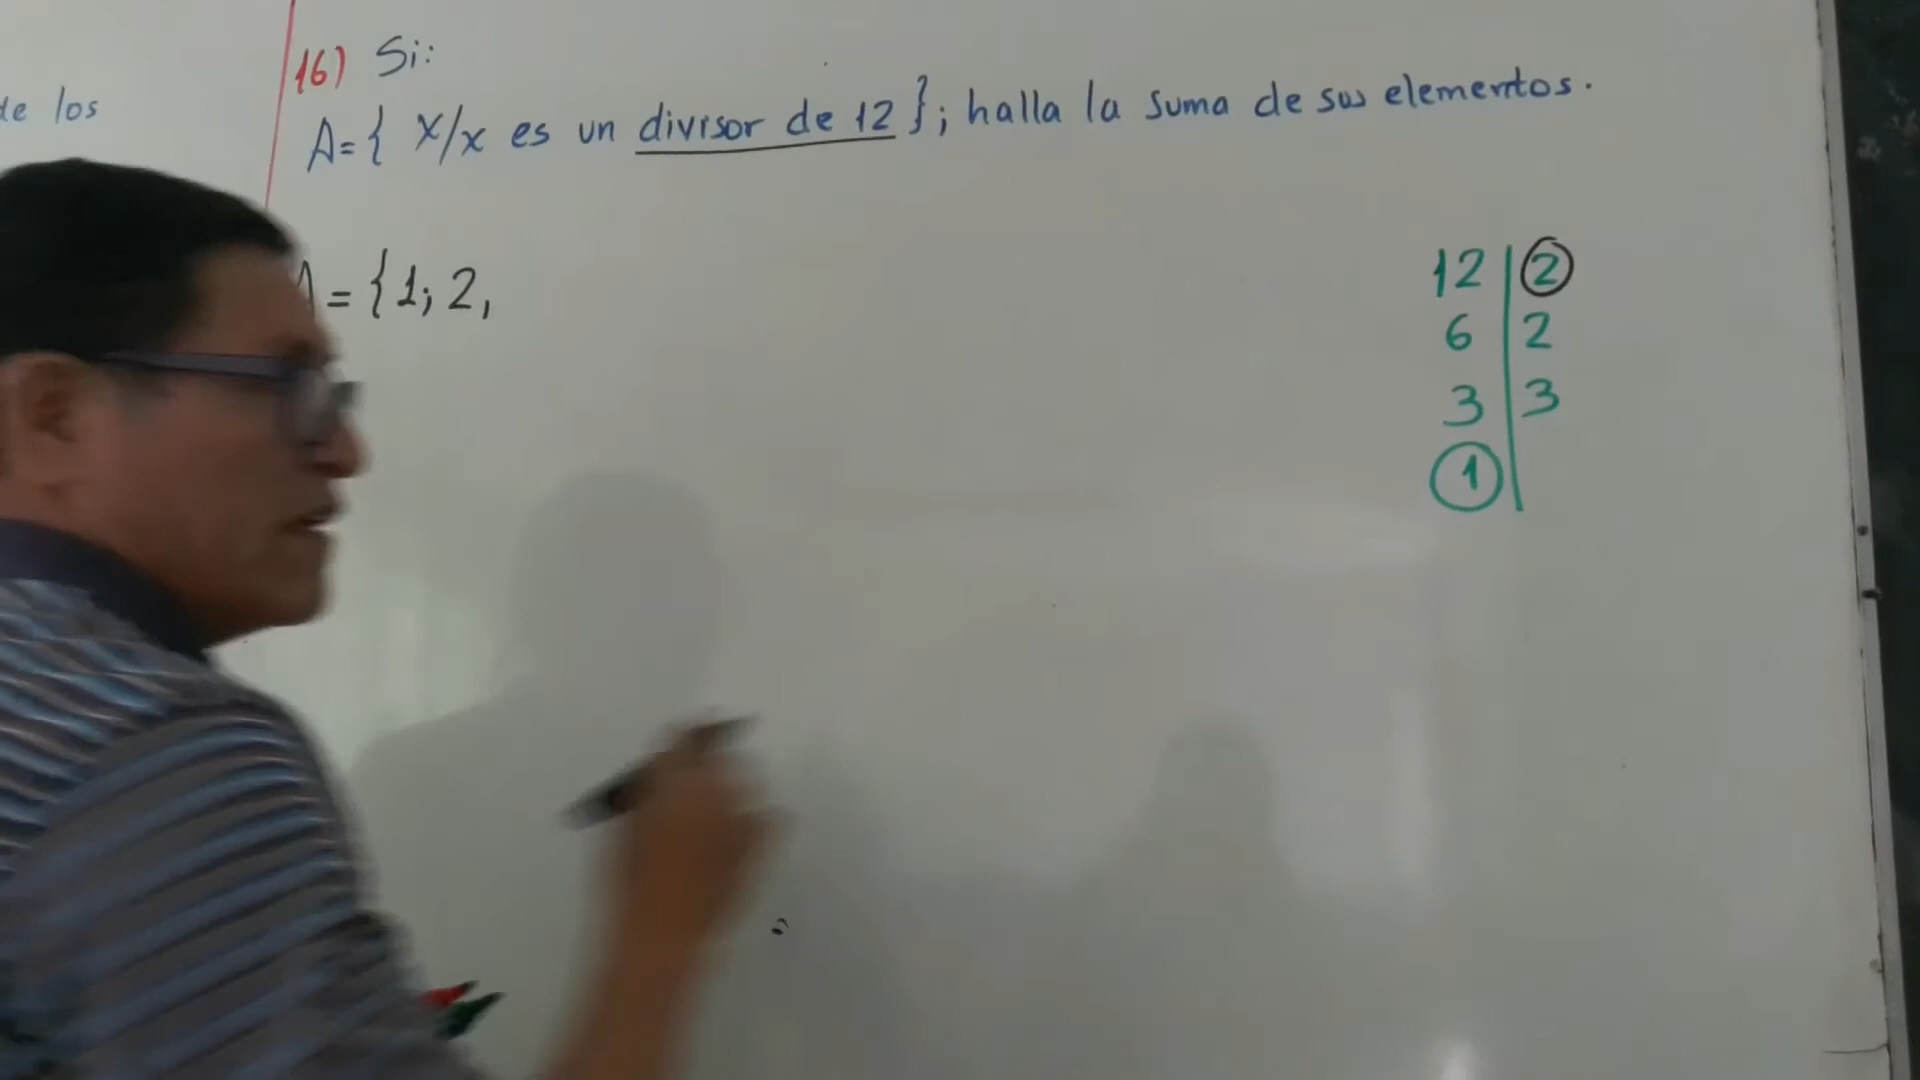 de los
16) Si:
A={ x/x es un divisor de 12 }; halla la suma de sus elementos.
A = {1; 2,
12 | 2
6 | 2
3 | 3
1 |